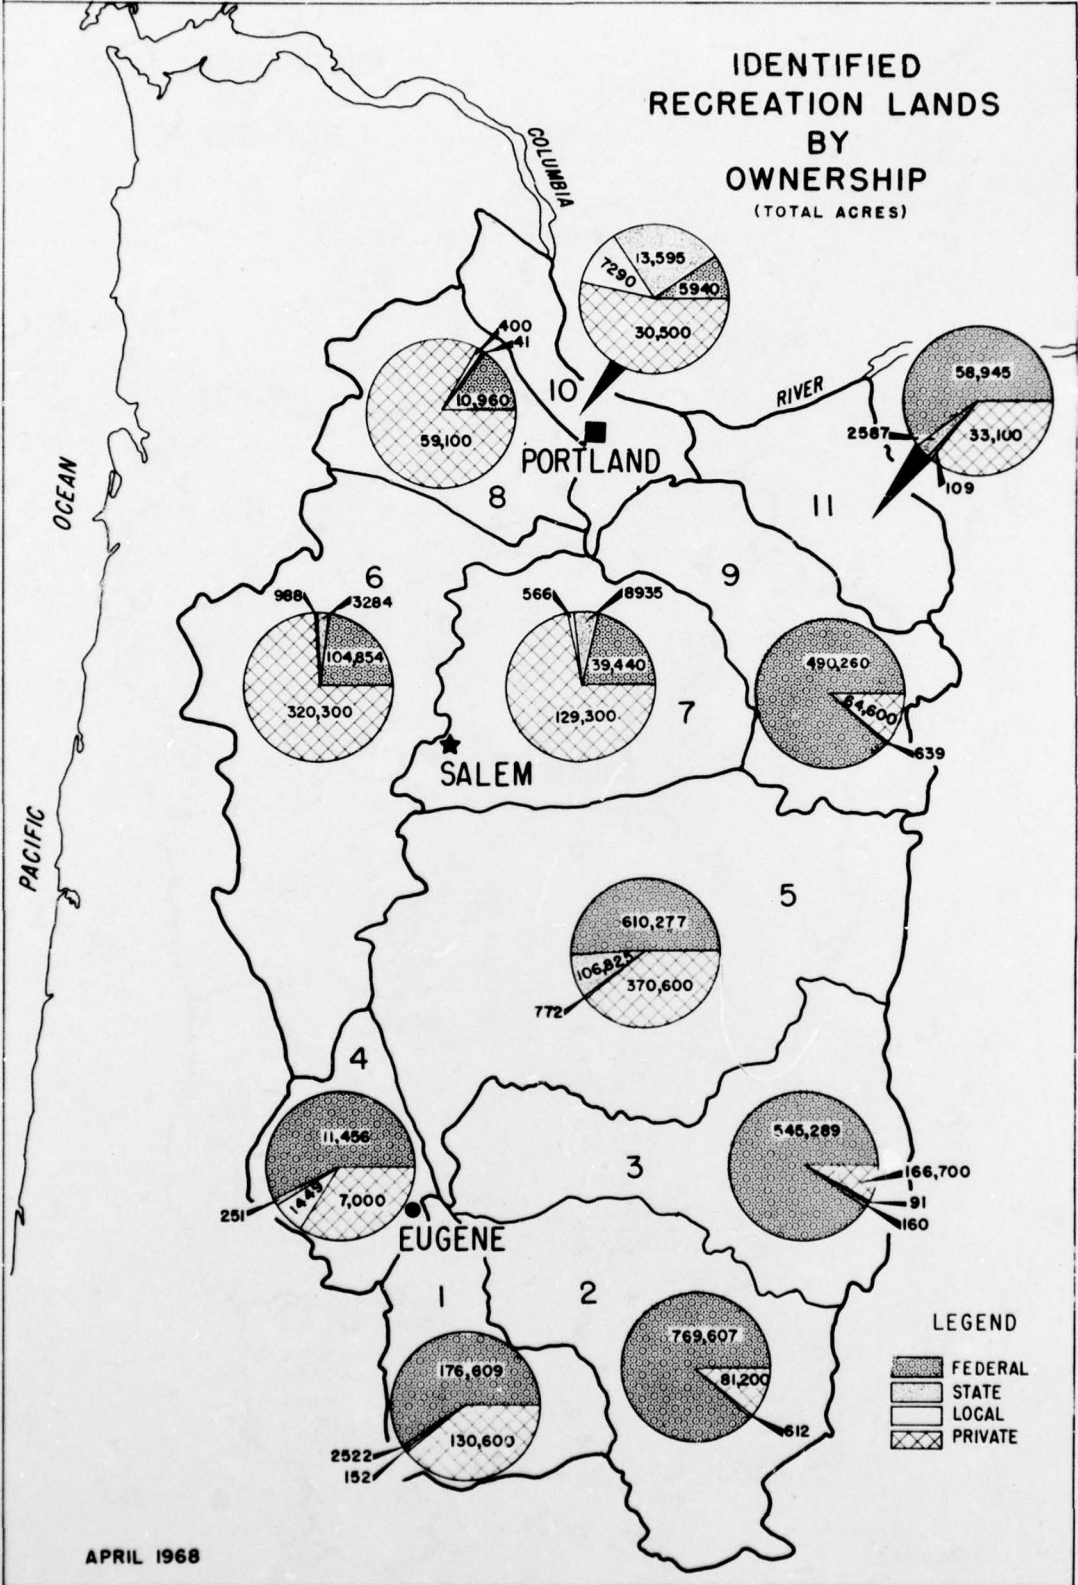 IDENTIFIED
RECREATION LANDS
BY
OWNERSHIP
(TOTAL ACRES)
COLUMBIA
13,595
7290
5940
30,500
400
41
10,960
59,100
10
RIVER
58,945
2587
33,100
109
PORTLAND
8
11
OCEAN
6
9
988
3284
104,854
320,300
566
8935
39,440
129,300
7
490,260
64,600
639
SALEM
PACIFIC
5
610,277
106,825
370,600
772
4
11,456
251
1449
7,000
3
545,289
166,700
91
160
EUGENE
1
2
769,607
81,200
612
176,609
2522
152
130,600
LEGEND
FEDERAL
STATE
LOCAL
PRIVATE
APRIL 1968